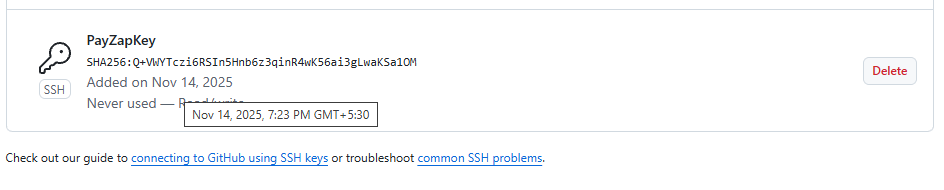 PayZapKey
SHA256:Q+VWYTczi6RSIn5Hnb6z3qinR4wK56ai3gLwaKSa1OM
SSH
Added on Nov 14, 2025
Never used — Read/write
Nov 14, 2025, 7:23 PM GMT+5:30
Delete
Check out our guide to connecting to GitHub using SSH keys or troubleshoot common SSH problems.